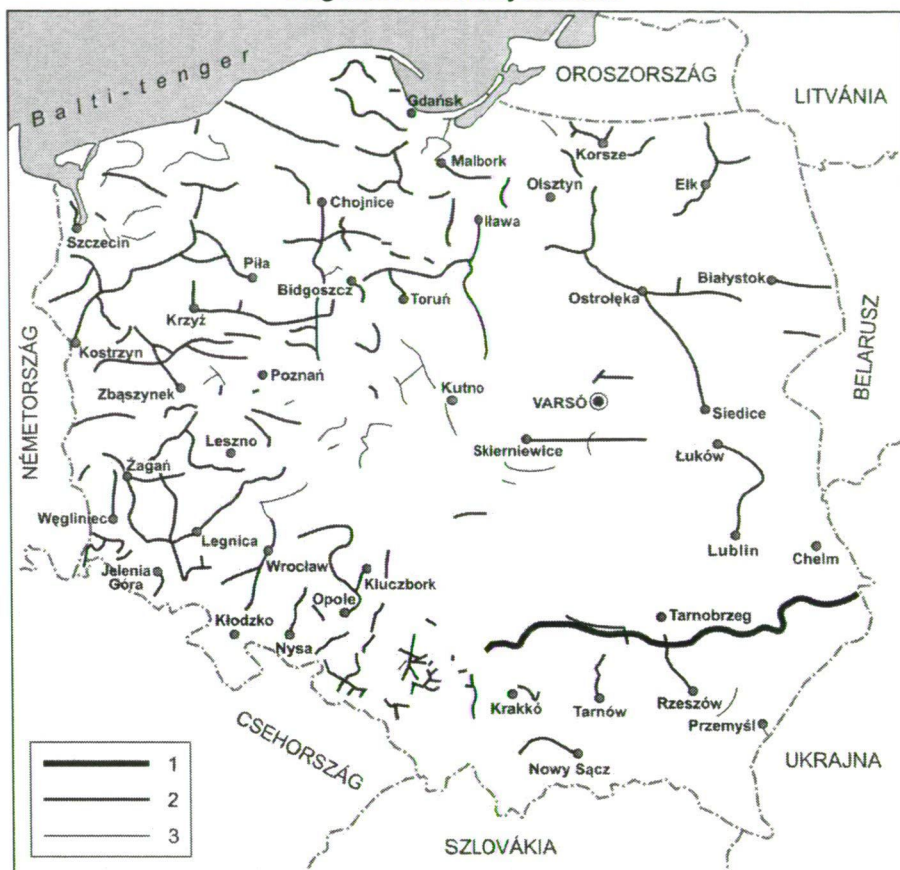 Balti-tenger
OROSZORSZÁG
LITVÁNIA
Gdańsk
Korsze
Malbork
Olsztyn
Ełk
Chojnice
Iława
Szczecin
Piła
Bidgoszcz
Toruń
Ostrołęka
Białystok
Krzyż
NÉMETORSZÁG
Kostrzyn
Poznań
Zbąszynek
Kutno
VARSÓ
BELARUSZ
Siedice
Leszno
Skierniewice
Łuków
Żagań
Węgliniec
Legnica
Wrocław
Lublin
Chelm
Jelenia
Góra
Kluczbork
Opole
Kłodzko
Nysa
Tarnobrzeg
Krakkó
Tarnów
Rzeszów
Przemyśl
CSEHORSZÁG
Nowy Sącz
UKRAJNA
SZLOVÁKIA
1
2
3